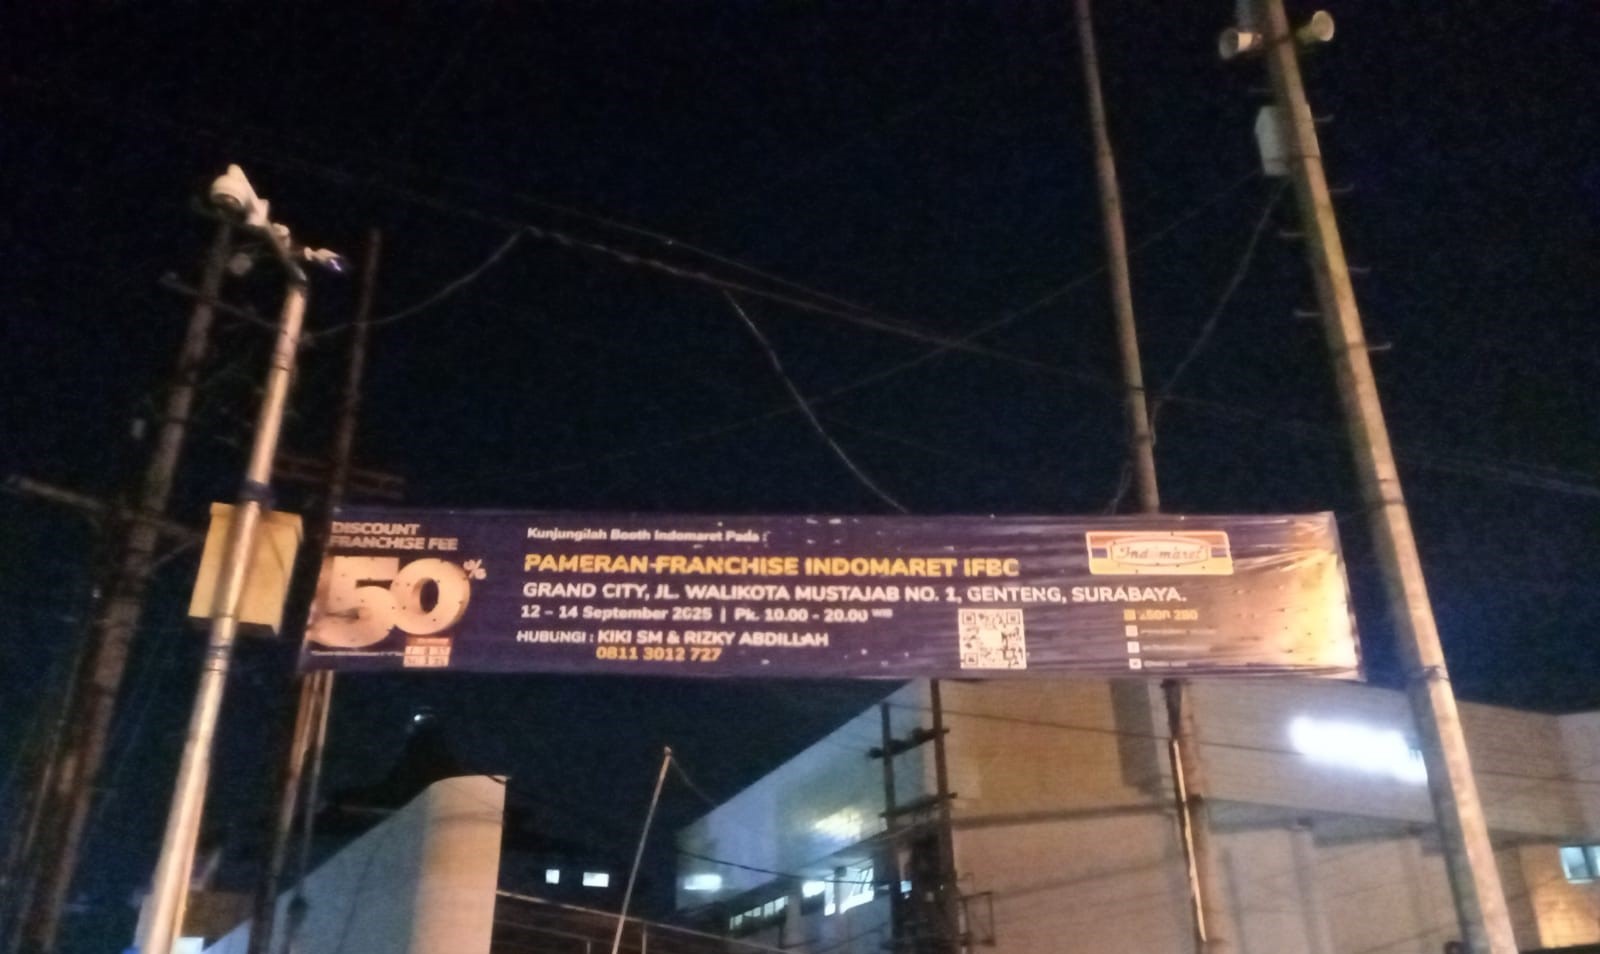 DISCOUNT
FRANCHISE FEE
50%
Kunjungilah Booth Indomaret Pada :
PAMERAN FRANCHISE INDOMARET IFBC
GRAND CITY, JL. WALIKOTA MUSTAJAB NO. 1, GENTENG, SURABAYA.
12 - 14 September 2025 | Pk. 10.00 - 20.00 WIB
HUBUNGI : KIKI SM & RIZKY ABDILLAH
0811 3012 727
Indomaret